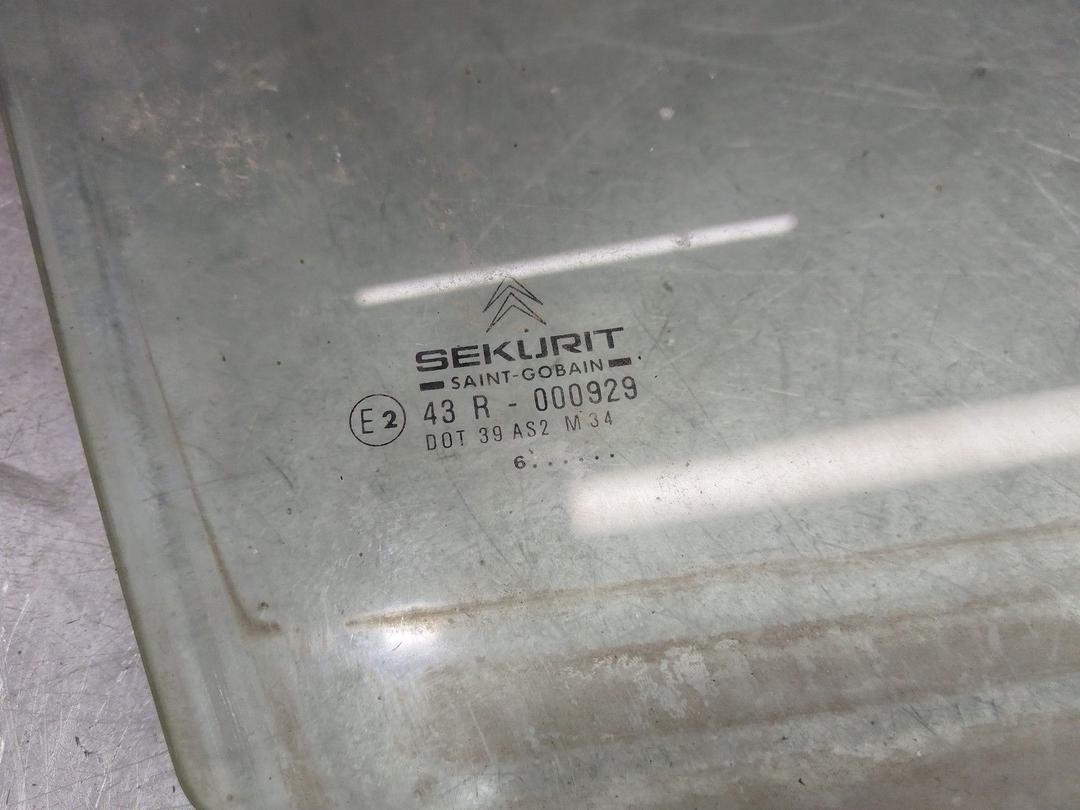 SEKURIT
SAINT-GOBAIN
E2 43 R - 000929
DOT 39 AS2 M 34
6.......